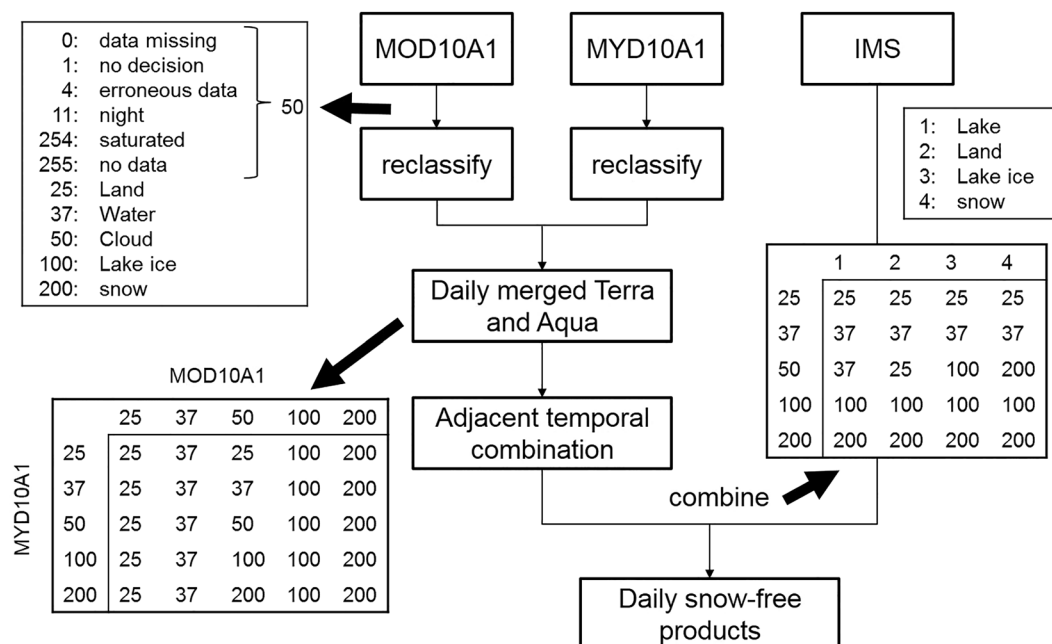 MOD10A1
MYD10A1
IMS
0: data missing
1: no decision
4: erroneous data
11: night
254: saturated
255: no data
50
25: Land
37: Water
50: Cloud
100: Lake ice
200: snow
reclassify
reclassify
1: Lake
2: Land
3: Lake ice
4: snow
Daily merged Terra
and Aqua
1 2 3 4
25 25 25 25 25
37 37 37 37 37
50 37 25 100 200
100 100 100 100 100
200 200 200 200 200
MOD10A1
MYD10A1
25 37 50 100 200
25 25 37 25 100 200
37 25 37 37 100 200
50 25 37 50 100 200
100 25 37 100 100 200
200 25 37 200 100 200
Adjacent temporal
combination
combine
Daily snow-free
products